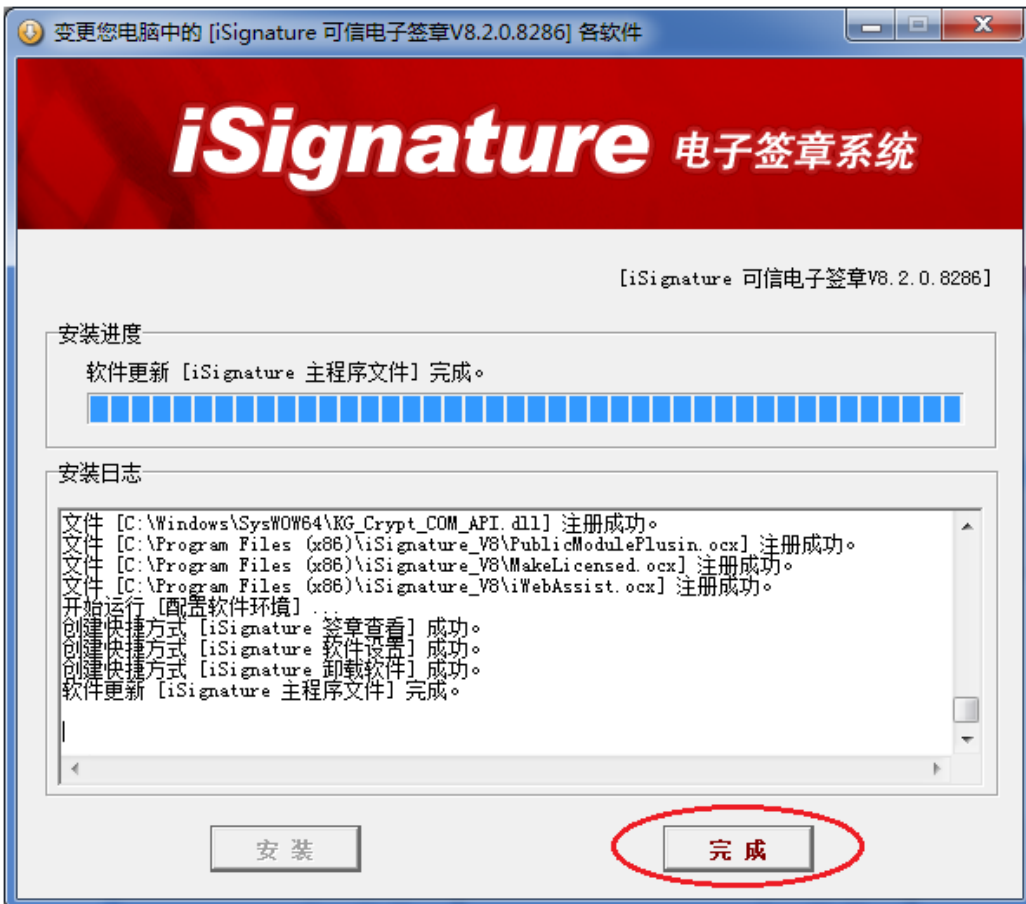 变更您电脑中的 [iSignature 可信电子签章V8.2.0.8286] 各软件
iSignature 电子签章系统
[iSignature 可信电子签章V8.2.0.8286]
安装进度
软件更新 [iSignature 主程序文件] 完成。
安装日志
文件 [C:\Windows\SysWOW64\KG_Crypt_COM_API.dll] 注册成功。
文件 [C:\Program Files (x86)\iSignature_V8\PublicModulePlusin.ocx] 注册成功。
文件 [C:\Program Files (x86)\iSignature_V8\MakeLicensed.ocx] 注册成功。
文件 [C:\Program Files (x86)\iSignature_V8\iWebAssist.ocx] 注册成功。
开始运行 [配置软件环境] ...
创建快捷方式 [iSignature 签章查看] 成功。
创建快捷方式 [iSignature 软件设置] 成功。
创建快捷方式 [iSignature 卸载软件] 成功。
软件更新 [iSignature 主程序文件] 完成。
安 装
完 成